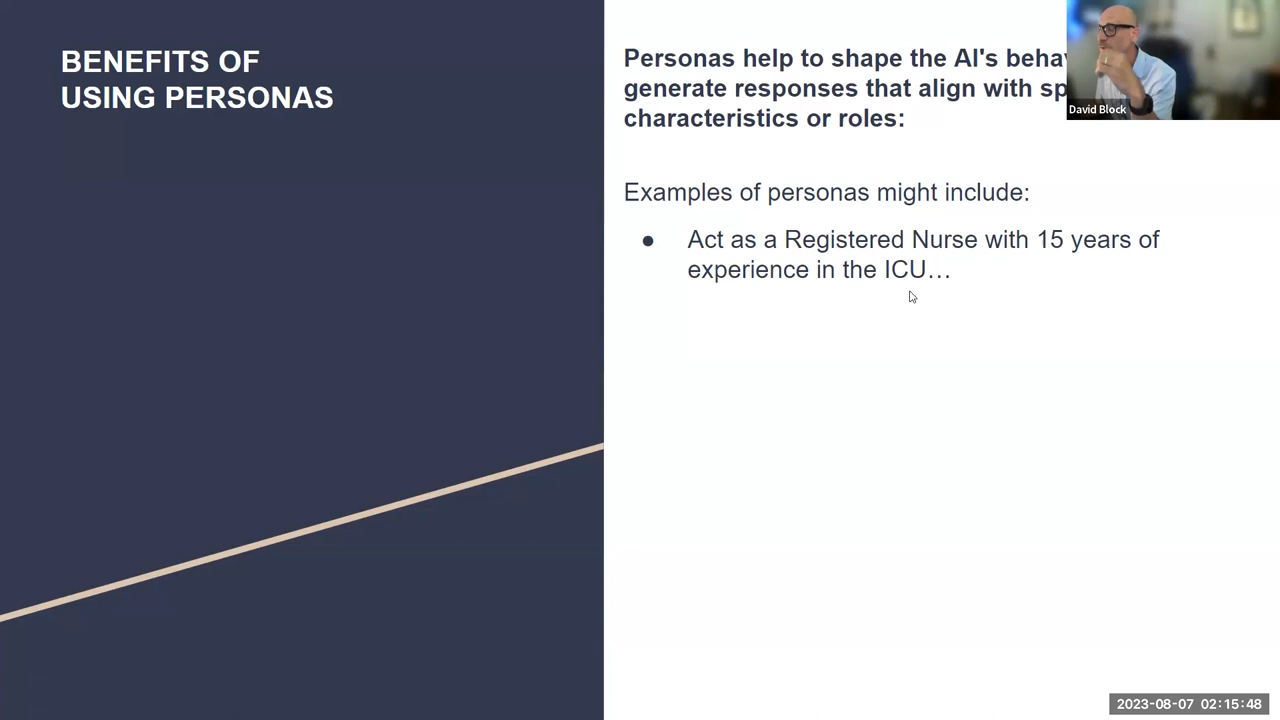 BENEFITS OF
USING PERSONAS
Personas help to shape the AI's
generate responses that align with
characteristics or roles:
Examples of personas might include:
● Act as a Registered Nurse with 15 years of
experience in the ICU…
David Block
2023-08-07 02:15:48